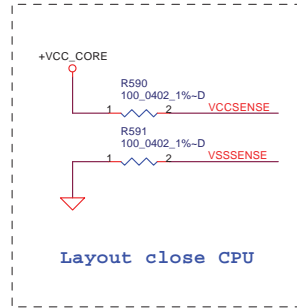 +VCC_CORE
R590
100_0402_1%~D
1 2 VCCSENSE
R591
100_0402_1%~D
1 2 VSSSENSE
Layout close CPU